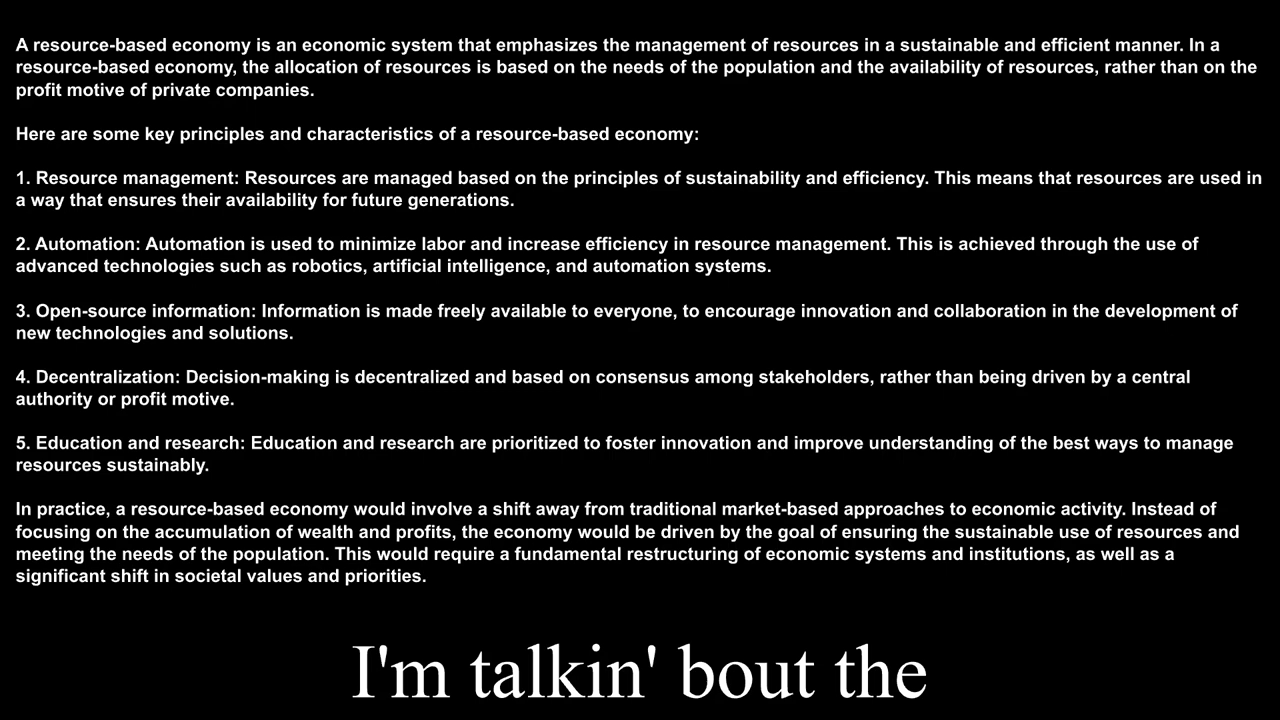 A resource-based economy is an economic system that emphasizes the management of resources in a sustainable and efficient manner. In a
resource-based economy, the allocation of resources is based on the needs of the population and the availability of resources, rather than on the
profit motive of private companies.
Here are some key principles and characteristics of a resource-based economy:
1. Resource management: Resources are managed based on the principles of sustainability and efficiency. This means that resources are used in
a way that ensures their availability for future generations.
2. Automation: Automation is used to minimize labor and increase efficiency in resource management. This is achieved through the use of
advanced technologies such as robotics, artificial intelligence, and automation systems.
3. Open-source information: Information is made freely available to everyone, to encourage innovation and collaboration in the development of
new technologies and solutions.
4. Decentralization: Decision-making is decentralized and based on consensus among stakeholders, rather than being driven by a central
authority or profit motive.
5. Education and research: Education and research are prioritized to foster innovation and improve understanding of the best ways to manage
resources sustainably.
In practice, a resource-based economy would involve a shift away from traditional market-based approaches to economic activity. Instead of
focusing on the accumulation of wealth and profits, the economy would be driven by the goal of ensuring the sustainable use of resources and
meeting the needs of the population. This would require a fundamental restructuring of economic systems and institutions, as well as a
significant shift in societal values and priorities.
I'm talkin' bout the